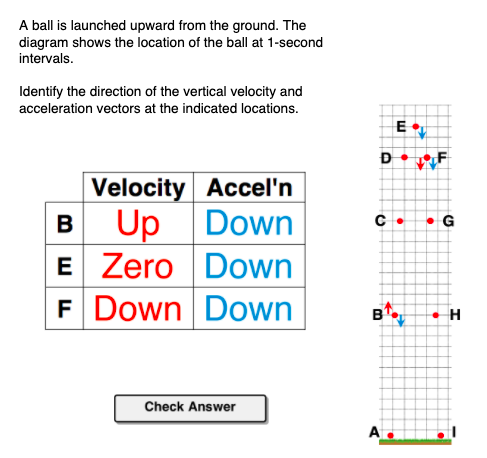 A ball is launched upward from the ground. The
diagram shows the location of the ball at 1-second
intervals.
Identify the direction of the vertical velocity and
acceleration vectors at the indicated locations.
Velocity Accel'n
B Up Down
E Zero Down
F Down Down
Check Answer
E
D F
C G
B H
A I